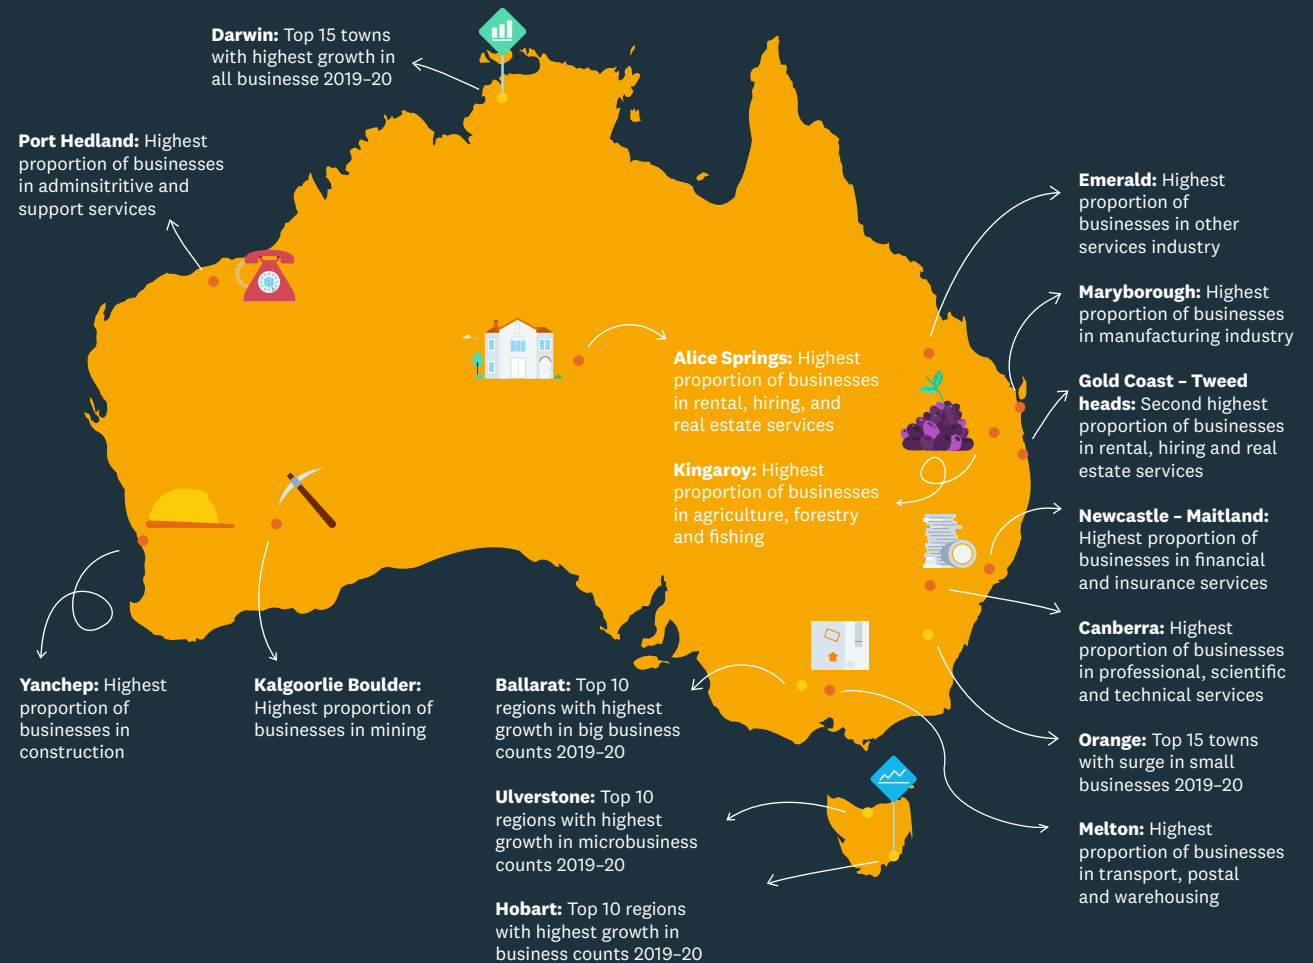 Darwin: Top 15 towns
with highest growth in
all businesse 2019–20
Port Hedland: Highest
proportion of businesses
in adminsitritive and
support services
Emerald: Highest
proportion of
businesses in other
services industry
Maryborough: Highest
proportion of businesses
in manufacturing industry
Gold Coast – Tweed
heads: Second highest
proportion of businesses
in rental, hiring and real
estate services
Alice Springs: Highest
proportion of businesses
in rental, hiring, and
real estate services
Kingaroy: Highest
proportion of businesses
in agriculture, forestry
and fishing
Newcastle – Maitland:
Highest proportion of
businesses in financial
and insurance services
Canberra: Highest
proportion of businesses
in professional, scientific
and technical services
Yanchep: Highest
proportion of
businesses in
construction
Kalgoorlie Boulder:
Highest proportion of
businesses in mining
Ballarat: Top 10
regions with highest
growth in big business
counts 2019–20
Orange: Top 15 towns
with surge in small
businesses 2019–20
Ulverstone: Top 10
regions with highest
growth in microbusiness
counts 2019–20
Melton: Highest
proportion of businesses
in transport, postal
and warehousing
Hobart: Top 10 regions
with highest growth in
business counts 2019–20